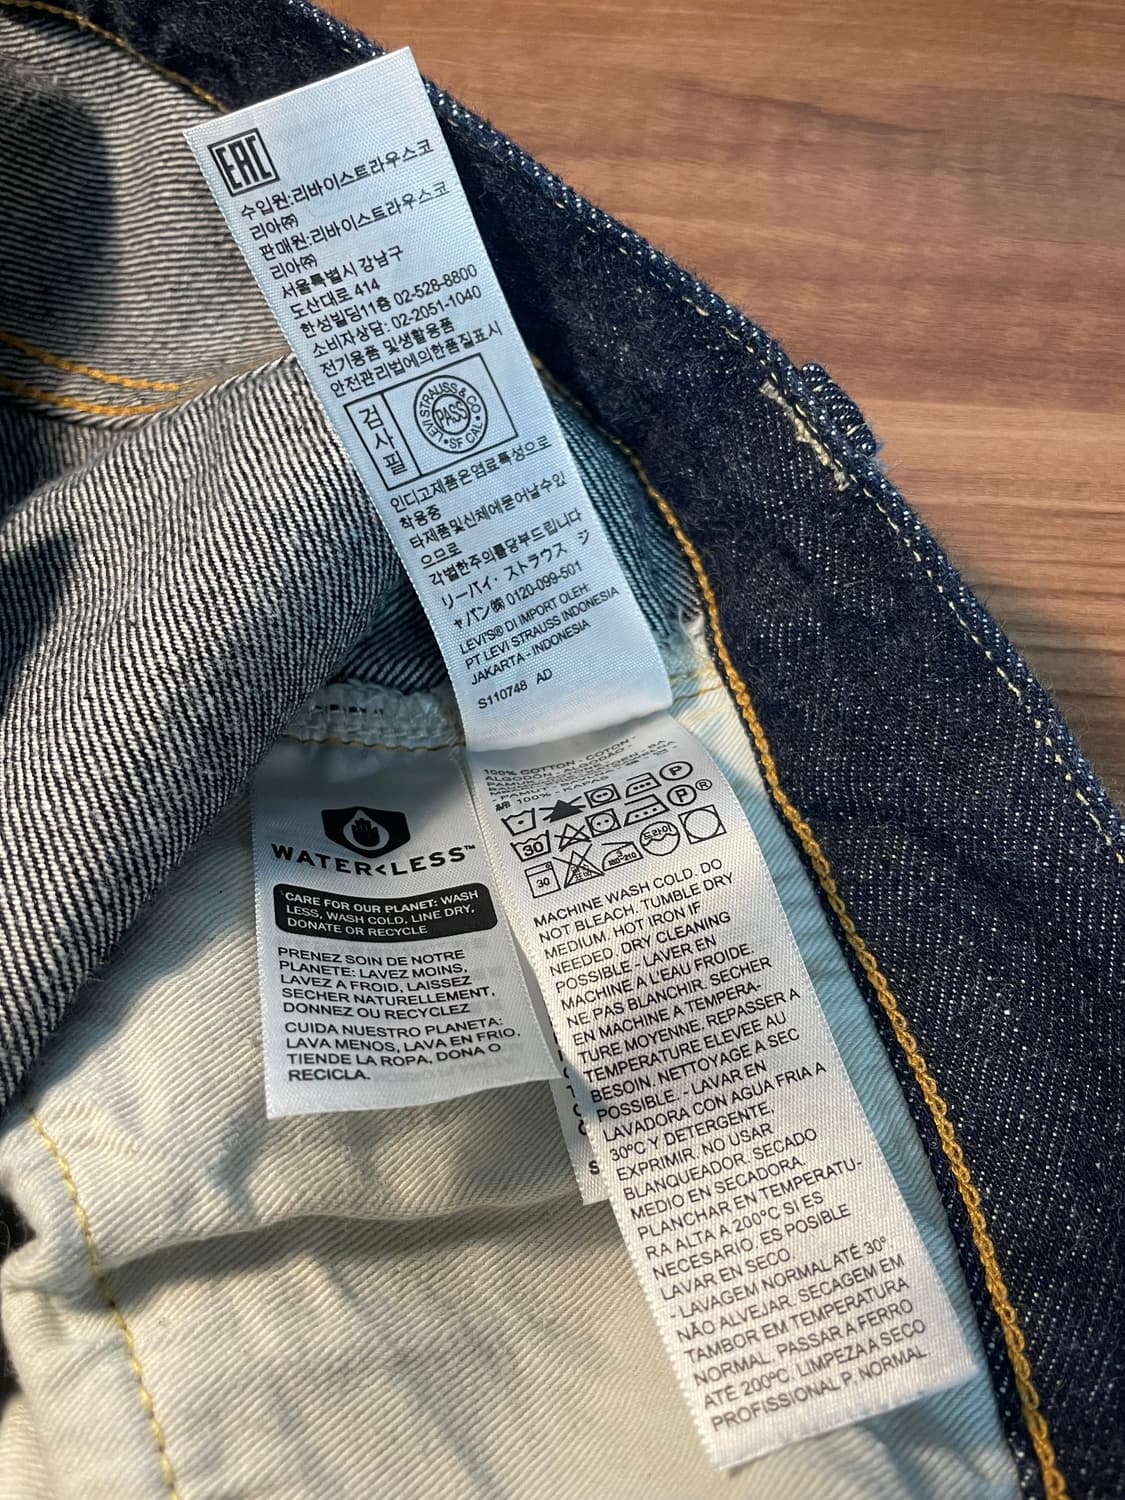 EAC
수입원:리바이스트라우스코
리아㈜
판매원:리바이스트라우스코
리아㈜
서울특별시 강남구
도산대로 414
한성빌딩11층 02-528-8800
소비자상담: 02-2051-1040
전기용품 및생활용품
안전관리법에의한품질표시
검사필
LEVI STRAUSS & CO
PASS
SF CAL
인디고제품은염료특성으로
착용중
타제품및신체에묻어날수있
으므로
각별한주의를당부드립니다
リーバイ・ストラウス ジ
ャパン㈱ 0120-099-501
LEVI'S® DI IMPORT OLEH:
PT LEVI STRAUSS INDONESIA
JAKARTA - INDONESIA
S110748 AD
WATER<LESS™
CARE FOR OUR PLANET: WASH
LESS, WASH COLD, LINE DRY,
DONATE OR RECYCLE
PRENEZ SOIN DE NOTRE
PLANETE: LAVEZ MOINS,
LAVEZ A FROID, LAISSEZ
SECHER NATURELLEMENT,
DONNEZ OU RECYCLEZ
CUIDA NUESTRO PLANETA:
LAVA MENOS, LAVA EN FRIO,
TIENDE LA ROPA, DONA O
RECICLA.
100% COTTON - COTON -
PAMUK
100% - KAPAS
P
30
P ®
드라이
30
180~210
MACHINE WASH COLD. DO
NOT BLEACH. TUMBLE DRY
MEDIUM. HOT IRON IF
NEEDED. DRY CLEANING
POSSIBLE - LAVER EN
MACHINE A L'EAU FROIDE.
NE PAS BLANCHIR. SECHER
EN MACHINE A TEMPERA-
TURE MOYENNE. REPASSER A
TEMPERATURE ELEVEE AU
BESOIN. NETTOYAGE A SEC
POSSIBLE. - LAVAR EN
LAVADORA CON AGUA FRIA A
30ºC Y DETERGENTE.
EXPRIMIR. NO USAR
BLANQUEADOR. SECADO
MEDIO EN SECADORA.
PLANCHAR EN TEMPERATU-
RA ALTA A 200ºC SI ES
NECESARIO. ES POSIBLE
LAVAR EN SECO
- LAVAGEM NORMAL ATÉ 30º
NÃO ALVEJAR. SECAGEM EM
TAMBOR EM TEMPERATURA
NORMAL. PASSAR A FERRO
ATÉ 200ºC. LIMPEZA A SECO
PROFISSIONAL P, NORMAL